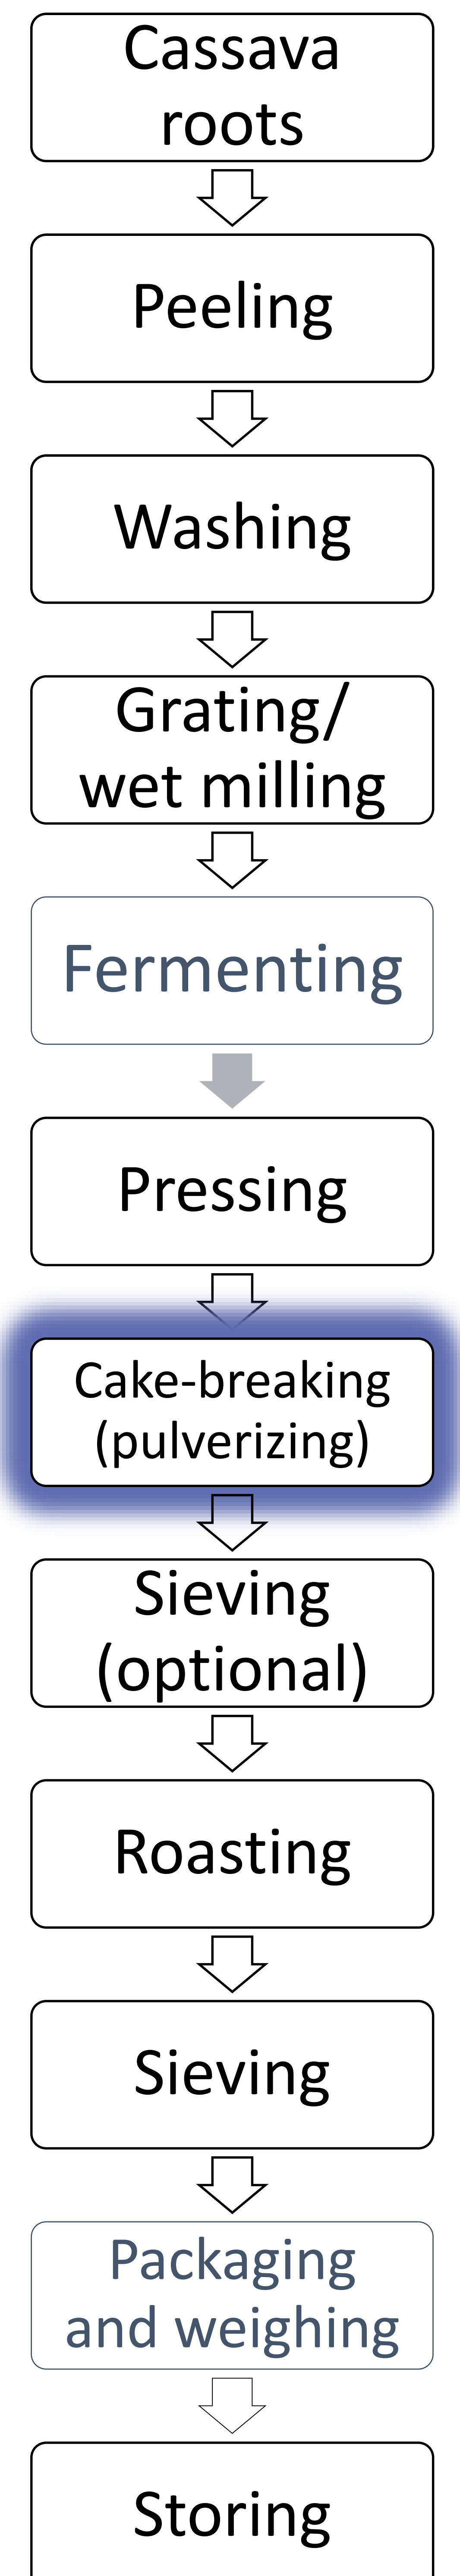 Cassava
roots
Peeling
Washing
Grating/
wet milling
Fermenting
Pressing
Cake-breaking
(pulverizing)
Sieving
(optional)
Roasting
Sieving
Packaging
and weighing
Storing